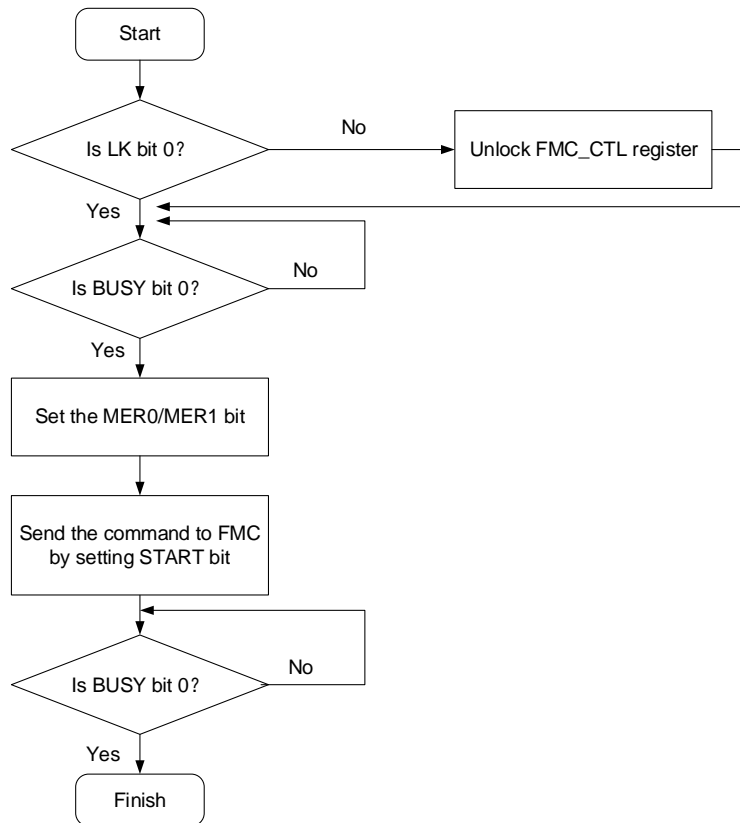 Start
Is LK bit 0?
No
Unlock FMC_CTL register
Yes
Is BUSY bit 0?
No
Yes
Set the MER0/MER1 bit
Send the command to FMC
by setting START bit
Is BUSY bit 0?
No
Yes
Finish